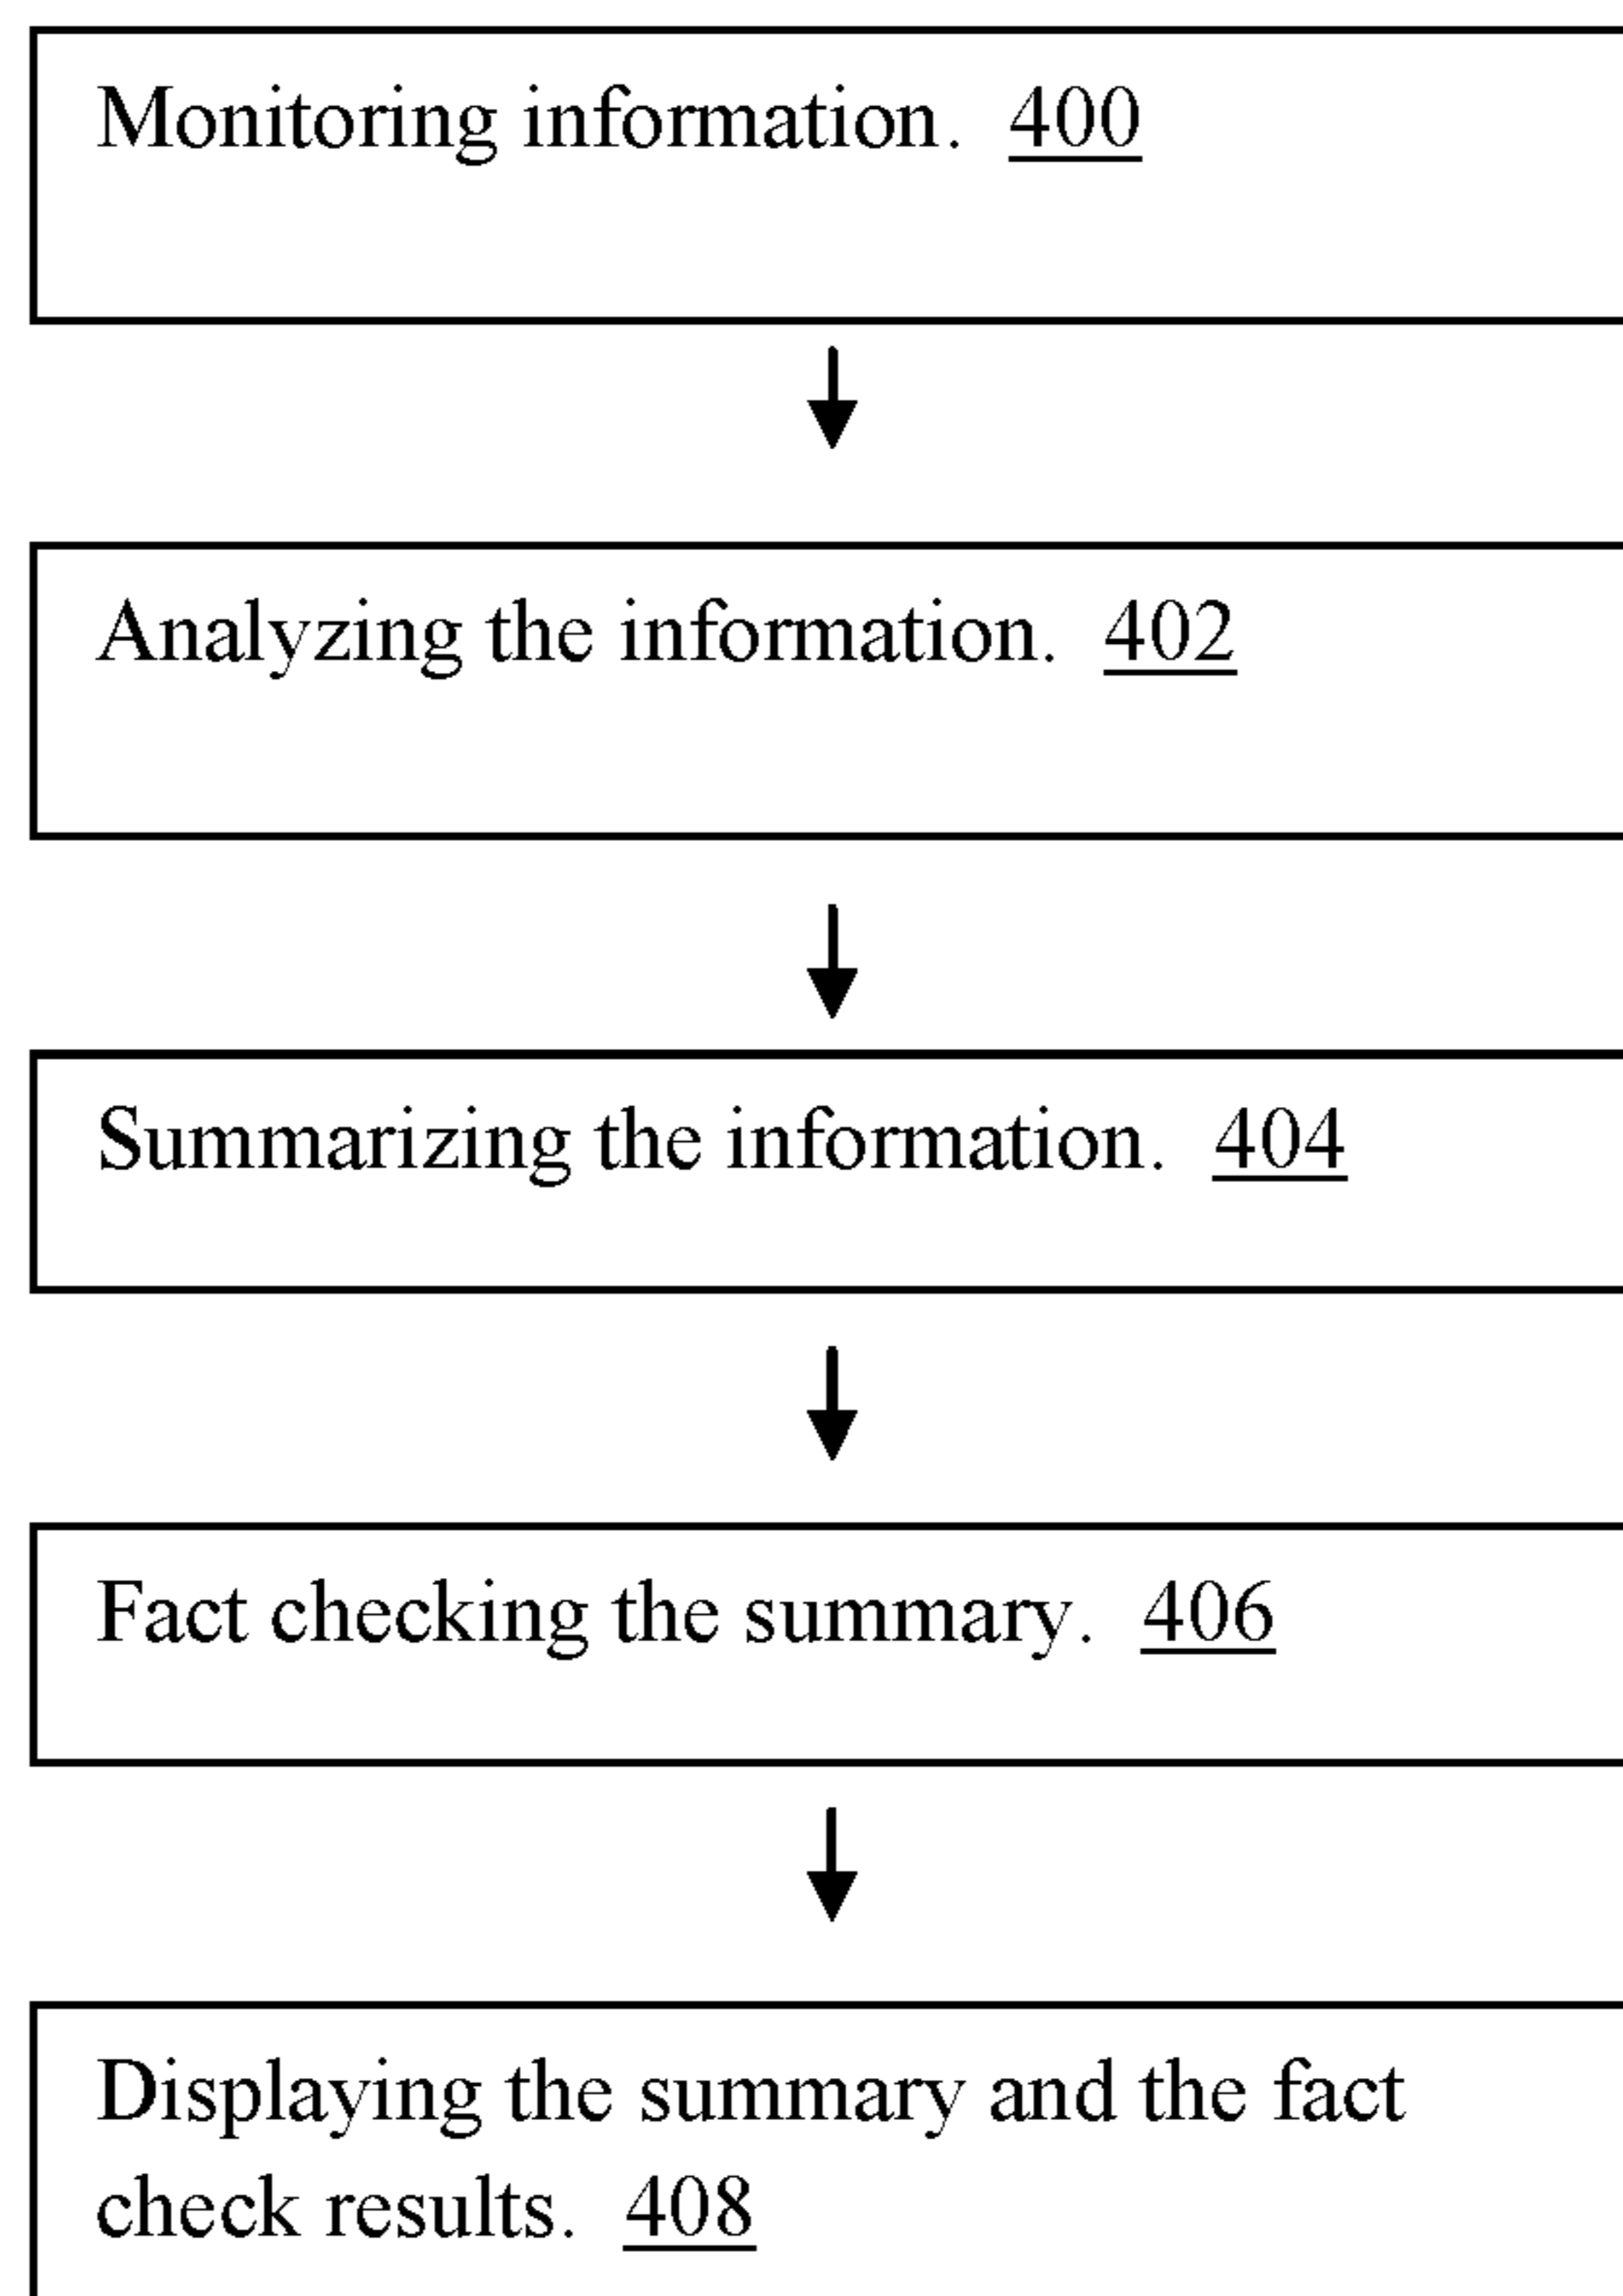 Monitoring information. 400
Analyzing the information. 402
Summarizing the information. 404
Fact checking the summary. 406
Displaying the summary and the fact
check results. 408